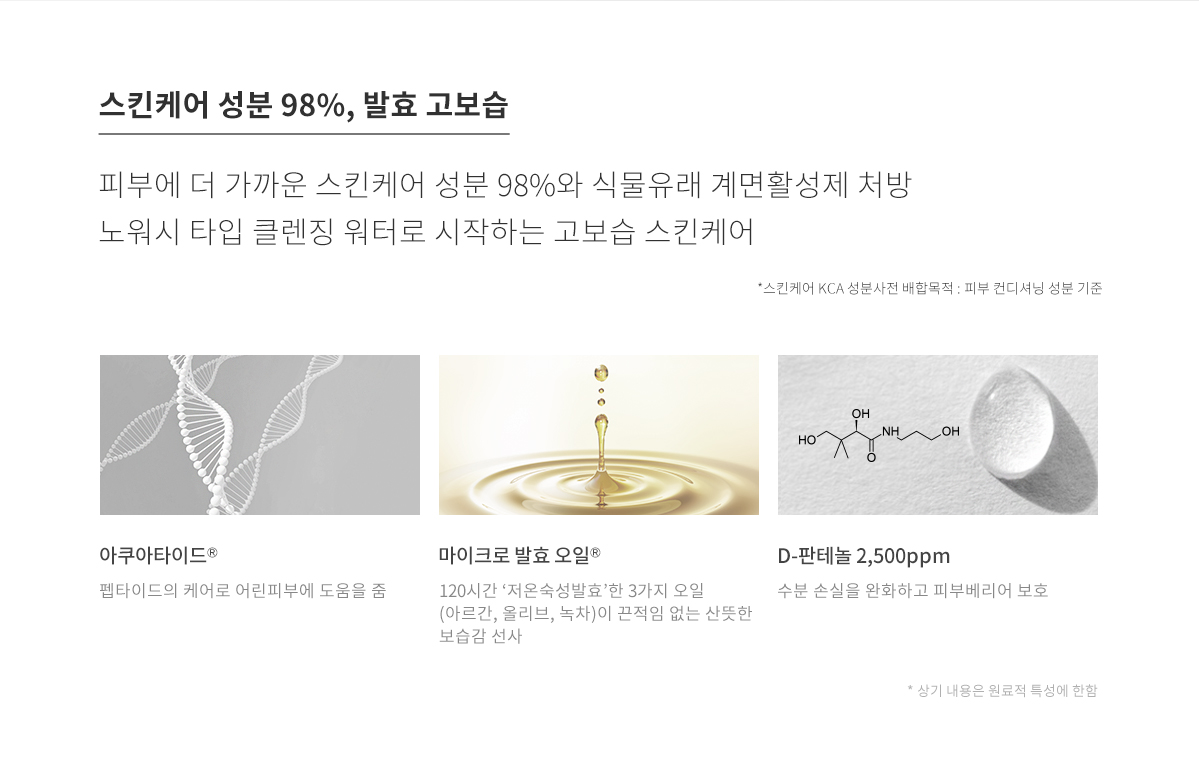 스킨케어 성분 98%, 발효 고보습
피부에 더 가까운 스킨케어 성분 98%와 식물유래 계면활성제 처방
노워시 타입 클렌징 워터로 시작하는 고보습 스킨케어
*스킨케어 KCA 성분사전 배합목적 : 피부 컨디셔닝 성분 기준
OH
HO
NH
OH
O
아쿠아타이드®
펩타이드의 케어로 어린피부에 도움을 줌
마이크로 발효 오일®
120시간 ‘저온숙성발효’한 3가지 오일
(아르간, 올리브, 녹차)이 끈적임 없는 산뜻한
보습감 선사
D-판테놀 2,500ppm
수분 손실을 완화하고 피부베리어 보호
* 상기 내용은 원료적 특성에 한함